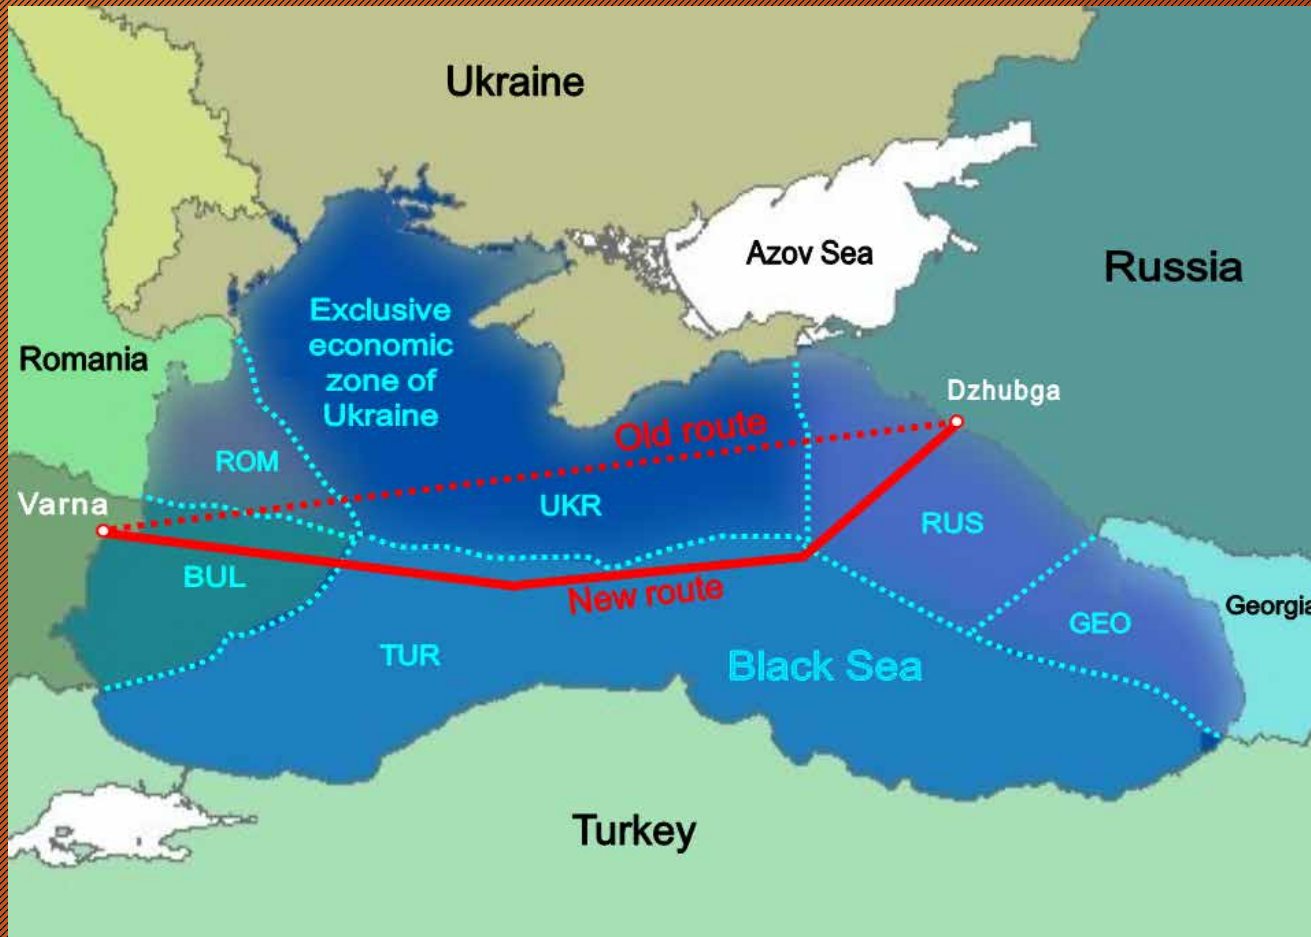 Ukraine
Azov Sea
Russia
Exclusive
economic
zone of
Ukraine
Romania
Dzhubga
Old route
ROM
Varna
UKR
RUS
BUL
New route
Georgia
GEO
TUR
Black Sea
Turkey